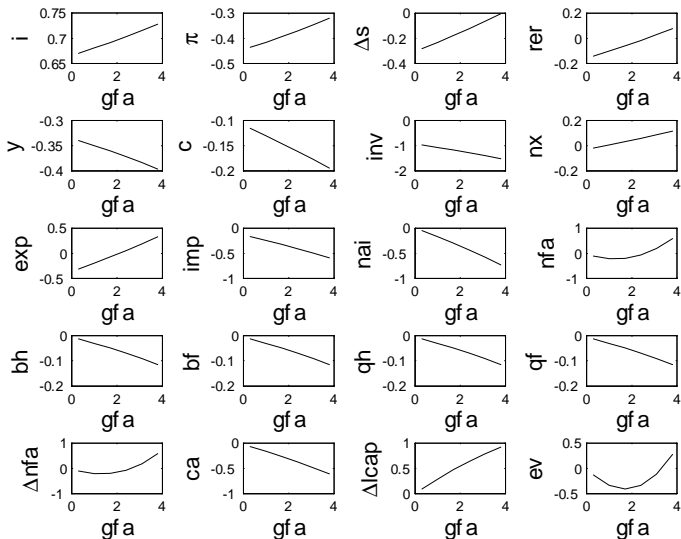 i
0.75
0.7
0.65
0 2 4
gfa
π
-0.3
-0.4
-0.5
0 2 4
gfa
Δs
0
-0.2
-0.4
0 2 4
gfa
rer
0.2
0
-0.2
0 2 4
gfa
y
-0.3
-0.35
-0.4
0 2 4
gfa
c
-0.1
-0.15
-0.2
0 2 4
gfa
inv
0
-1
-2
0 2 4
gfa
nx
0.2
0
-0.2
0 2 4
gfa
exp
0.5
0
-0.5
0 2 4
gfa
imp
0
-0.5
-1
0 2 4
gfa
nai
0
-0.5
-1
0 2 4
gfa
nfa
1
0
-1
0 2 4
gfa
bh
0
-0.1
-0.2
0 2 4
gfa
bf
0
-0.1
-0.2
0 2 4
gfa
qh
0
-0.1
-0.2
0 2 4
gfa
qf
0
-0.1
-0.2
0 2 4
gfa
Δnfa
1
0
-1
0 2 4
gfa
ca
0
-0.5
-1
0 2 4
gfa
Δlcap
1
0.5
0
0 2 4
gfa
ev
0.5
0
-0.5
0 2 4
gfa